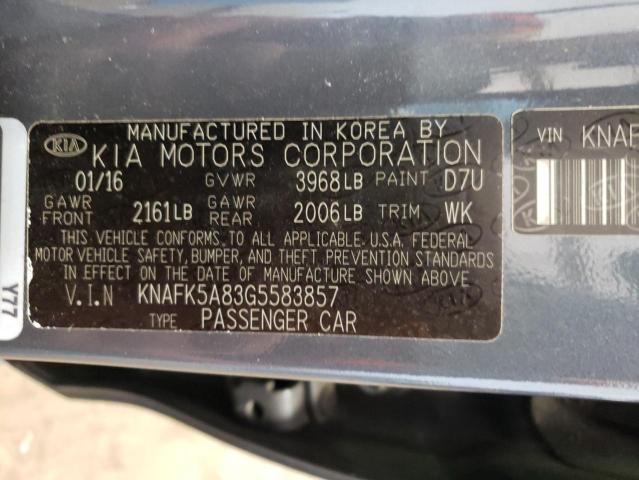 MANUFACTURED IN KOREA BY
KIA KIA MOTORS CORPORATION
01/16 GVWR 3968LB PAINT D7U
GAWR FRONT 2161LB GAWR REAR 2006LB TRIM WK
THIS VEHICLE CONFORMS TO ALL APPLICABLE U.S.A. FEDERAL
MOTOR VEHICLE SAFETY, BUMPER, AND THEFT PREVENTION STANDARDS
IN EFFECT ON THE DATE OF MANUFACTURE SHOWN ABOVE
V.I.N KNAFK5A83G5583857
TYPE PASSENGER CAR
VIN KNAF
Y77